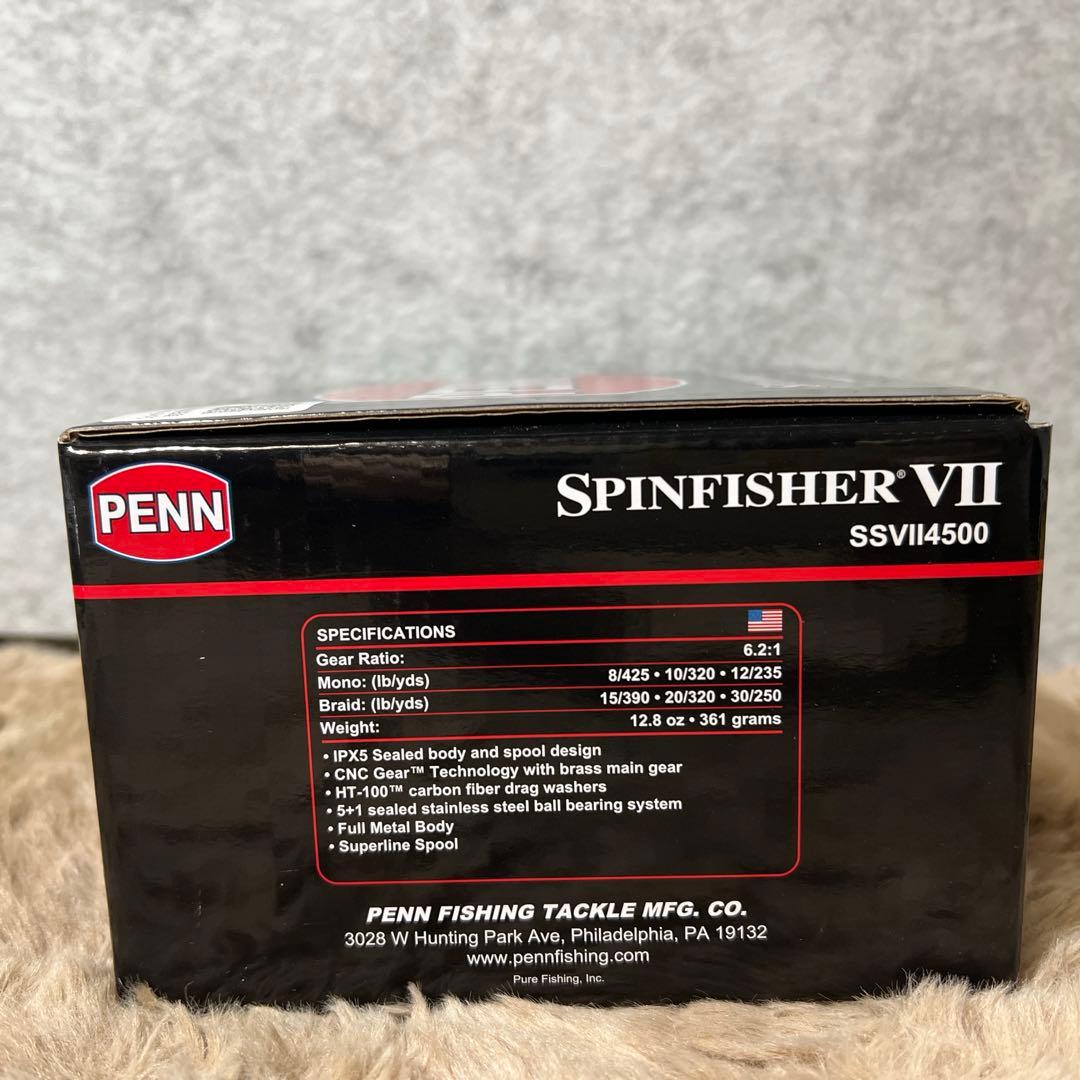 PENN
SPINFISHER® VII
SSVII4500
SPECIFICATIONS
Gear Ratio: 6.2:1
Mono: (lb/yds) 8/425 • 10/320 • 12/235
Braid: (lb/yds) 15/390 • 20/320 • 30/250
Weight: 12.8 oz • 361 grams
• IPX5 Sealed body and spool design
• CNC Gear™ Technology with brass main gear
• HT-100™ carbon fiber drag washers
• 5+1 sealed stainless steel ball bearing system
• Full Metal Body
• Superline Spool
PENN FISHING TACKLE MFG. CO.
3028 W Hunting Park Ave, Philadelphia, PA 19132
www.pennfishing.com
Pure Fishing, Inc.